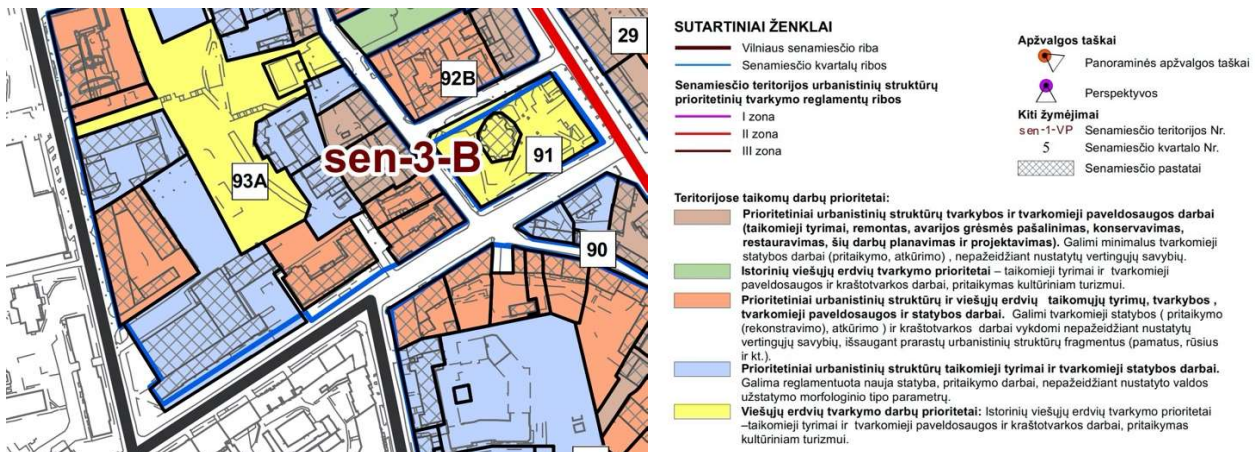 29
92B
sen-3-B
91
93A
90
SUTARTINIAI ŽENKLAI
Vilniaus senamiesčio riba
Senamiesčio kvartalų ribos
Senamiesčio teritorijos urbanistinių struktūrų
prioritetinių tvarkymo reglamentų ribos
I zona
II zona
III zona
Apžvalgos taškai
Panoraminės apžvalgos taškai
Perspektyvos
Kiti žymėjimai
sen-1-VP Senamiesčio teritorijos Nr.
5 Senamiesčio kvartalo Nr.
Senamiesčio pastatai
Teritorijose taikomų darbų prioritetai:
Prioritetiniai urbanistinių struktūrų tvarkybos ir tvarkomieji paveldosaugos darbai
(taikomieji tyrimai, remontas, avarijos grėsmės pašalinimas, konservavimas,
restauravimas, šių darbų planavimas ir projektavimas). Galimi minimalus tvarkomieji
statybos darbai (pritaikymo, atkūrimo) , nepažeidžiant nustatytų vertingųjų savybių.
Istorinių viešųjų erdvių tvarkymo prioritetai – taikomieji tyrimai ir tvarkomieji
paveldosaugos ir kraštotvarkos darbai, pritaikymas kultūriniam turizmui.
Prioritetiniai urbanistinių struktūrų ir viešųjų erdvių taikomųjų tyrimų, tvarkybos ,
tvarkomieji paveldosaugos ir statybos darbai. Galimi tvarkomieji statybos ( pritaikymo
(rekonstravimo), atkūrimo ) ir kraštotvarkos darbai vykdomi nepažeidžiant nustatytų
vertingųjų savybių, išsaugant prarastų urbanistinių struktūrų fragmentus (pamatus, rūsius
ir kt.).
Prioritetiniai urbanistinių struktūrų taikomieji tyrimai ir tvarkomieji statybos darbai.
Galima reglamentuota nauja statyba, pritaikymo darbai, nepažeidžiant nustatyto valdos
užstatymo morfologinio tipo parametrų.
Viešųjų erdvių tvarkymo darbų prioritetai: Istorinių viešųjų erdvių tvarkymo prioritetai
–taikomieji tyrimai ir tvarkomieji paveldosaugos ir kraštotvarkos darbai, pritaikymas
kultūriniam turizmui.